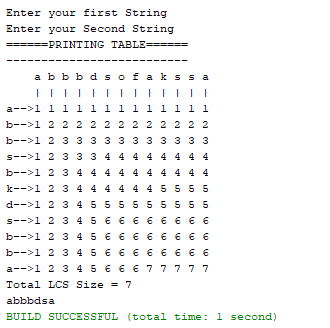 Enter your first String
Enter your Second String
======PRINTING TABLE======
--------------------------
a b b b d s o f a k s s a
| | | | | | | | | | | | |
a-->1 1 1 1 1 1 1 1 1 1 1 1 1
b-->1 2 2 2 2 2 2 2 2 2 2 2 2
b-->1 2 3 3 3 3 3 3 3 3 3 3 3
s-->1 2 3 3 3 4 4 4 4 4 4 4 4
b-->1 2 3 4 4 4 4 4 4 4 4 4 4
k-->1 2 3 4 4 4 4 4 4 5 5 5 5
d-->1 2 3 4 5 5 5 5 5 5 5 5 5
s-->1 2 3 4 5 6 6 6 6 6 6 6 6
b-->1 2 3 4 5 6 6 6 6 6 6 6 6
b-->1 2 3 4 5 6 6 6 6 6 6 6 6
a-->1 2 3 4 5 6 6 6 7 7 7 7 7
Total LCS Size = 7
abbbdsa
BUILD SUCCESSFUL (total time: 1 second)